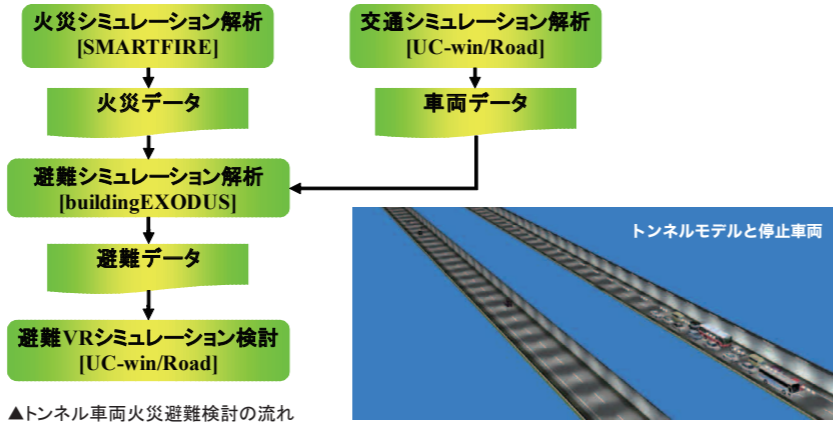 火災シミュレーション解析
[SMARTFIRE]
交通シミュレーション解析
[UC-win/Road]
火災データ
車両データ
避難シミュレーション解析
[buildingEXODUS]
避難データ
避難VRシミュレーション検討
[UC-win/Road]
▲トンネル車両火災避難検討の流れ
トンネルモデルと停止車両